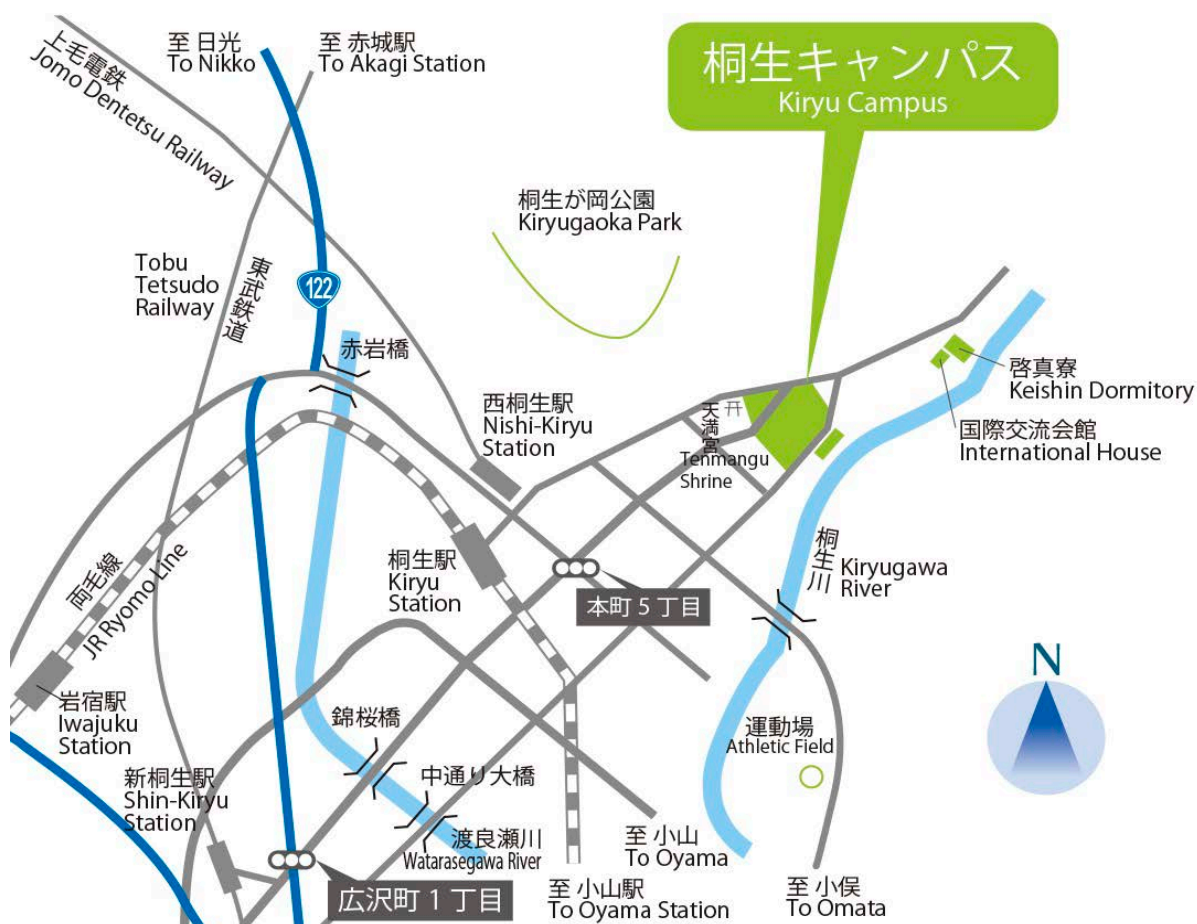 至 日光
To Nikko
至 赤城駅
To Akagi Station
上毛電鉄
Jomo Dentetsu Railway
桐生キャンパス
Kiryu Campus
桐生が岡公園
Kiryugaoka Park
Tobu
Tetsudo
Railway
東武鉄道
122
赤岩橋
西桐生駅
Nishi-Kiryu
Station
天満宮
Tenmangu
Shrine
啓真寮
Keishin Dormitory
国際交流会館
International House
両毛線
JR Ryomo Line
桐生駅
Kiryu
Station
本町 5 丁目
桐生川
Kiryugawa
River
N
岩宿駅
Iwajuku
Station
錦桜橋
運動場
Athletic Field
新桐生駅
Shin-Kiryu
Station
中通り大橋
渡良瀬川
Watarasegawa River
広沢町 1 丁目
至 小山
To Oyama
至 小山駅
To Oyama Station
至 小俣
To Omata